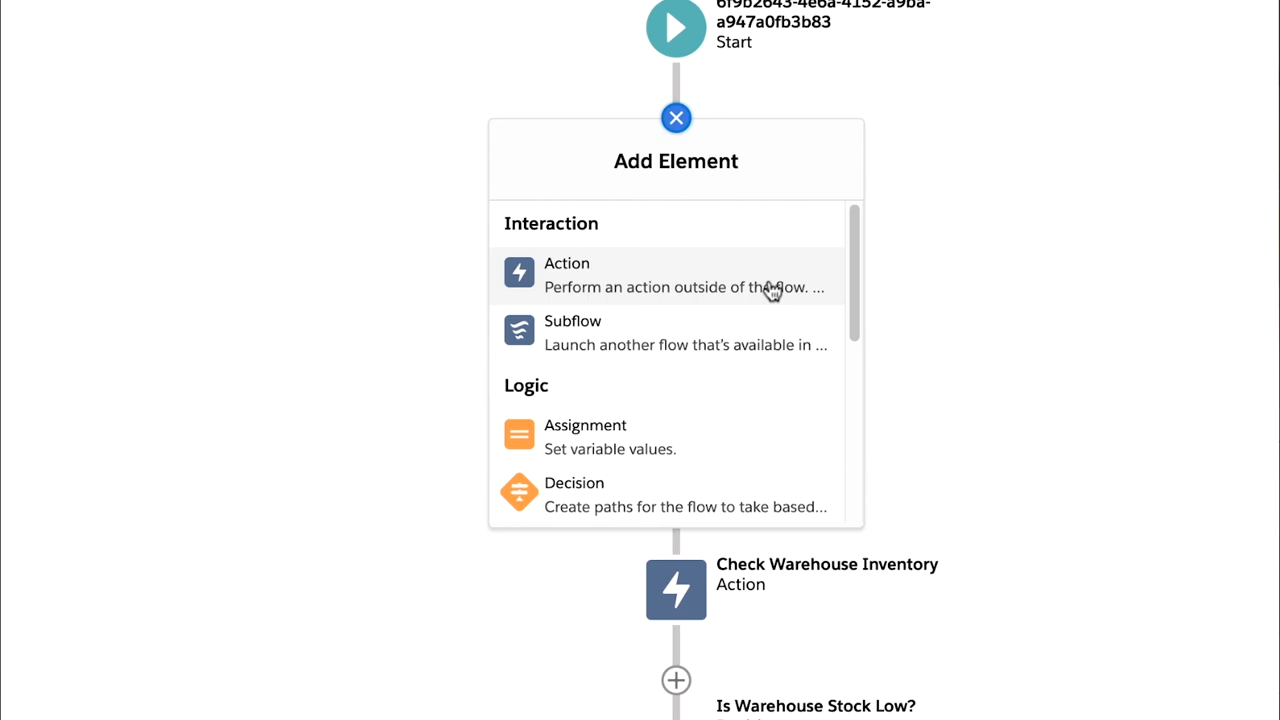 6f9b2643-4e6a-4152-a9ba-
a947a0fb3b83
Start
Add Element
Interaction
Action
Perform an action outside of the flow. ...
Subflow
Launch another flow that's available in ...
Logic
Assignment
Set variable values.
Decision
Create paths for the flow to take based...
Check Warehouse Inventory
Action
Is Warehouse Stock Low?